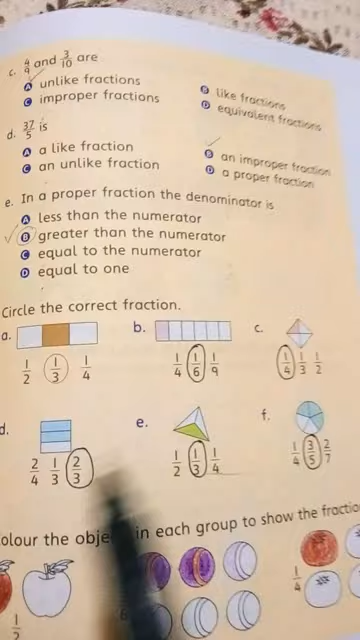 c. 4/9 and 3/10 are
A unlike fractions
B like fractions
C improper fractions
D equivalent fractions
d. 37/5 is
A a like fraction
B an improper fraction
C an unlike fraction
D a proper fraction
e. In a proper fraction the denominator is
A less than the numerator
B greater than the numerator
C equal to the numerator
D equal to one
Circle the correct fraction.
a. b. c.
1/2 1/3 1/4 1/4 1/6 1/9 1/4 1/3 1/2
d. e. f.
2/4 1/3 2/3 1/2 1/3 1/4 1/4 3/5 2/7
olour the obje in each group to show the fractio
1/4
1/2